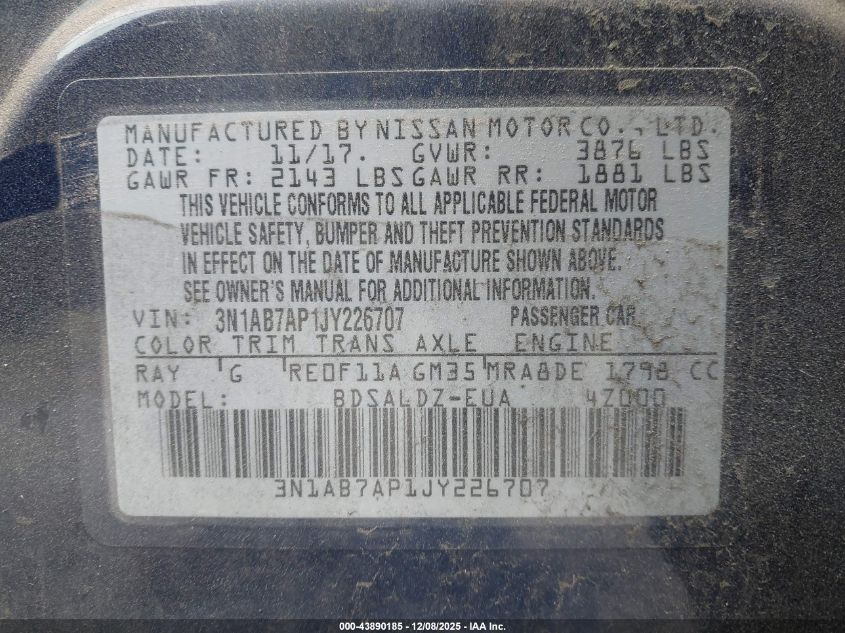 MANUFACTURED BY NISSAN MOTOR CO., LTD.
DATE: 11/17. GVWR: 3876 LBS
GAWR FR: 2143 LBS GAWR RR: 1881 LBS
THIS VEHICLE CONFORMS TO ALL APPLICABLE FEDERAL MOTOR
VEHICLE SAFETY, BUMPER AND THEFT PREVENTION STANDARDS
IN EFFECT ON THE DATE OF MANUFACTURE SHOWN ABOVE.
SEE OWNER'S MANUAL FOR ADDITIONAL INFORMATION.
VIN: 3N1AB7AP1JY226707 PASSENGER CAR
COLOR TRIM TRANS AXLE ENGINE
RAY G RE0F11A GM35 MRA8DE 1798 CC
MODEL: BDSALDZ-EUA 4Z000
3N1AB7AP1JY226707
000-43890185 - 12/08/2025 - IAA Inc.